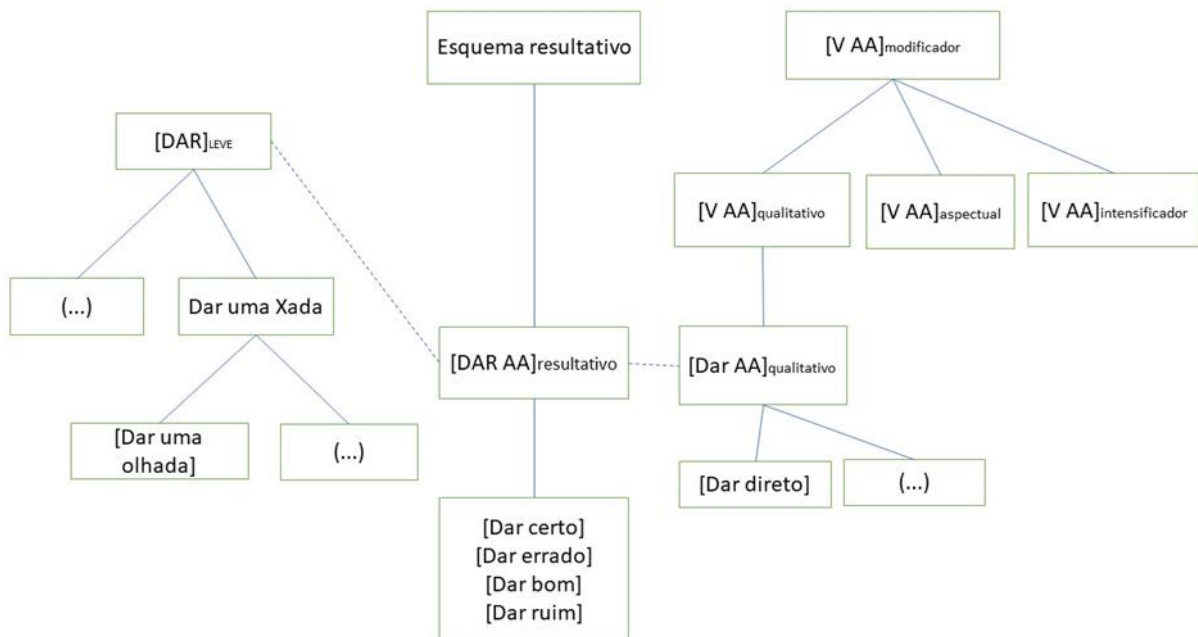 Esquema resultativo
[V AA]modificador
[DAR]LEVE
[V AA]qualitativo
[V AA]aspectual
[V AA]intensificador
(...)
Dar uma Xada
[DAR AA]resultativo
[Dar AA]qualitativo
[Dar uma
olhada]
(...)
[Dar direto]
(...)
[Dar certo]
[Dar errado]
[Dar bom]
[Dar ruim]